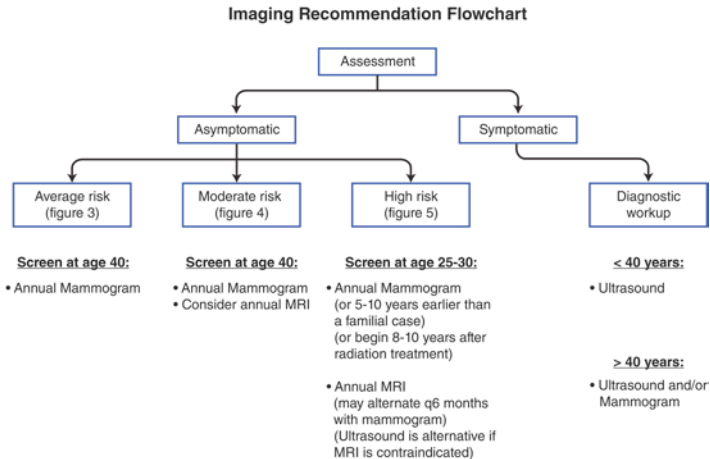 Imaging Recommendation Flowchart
Assessment
Asymptomatic
Symptomatic
Average risk
(figure 3)
Moderate risk
(figure 4)
High risk
(figure 5)
Diagnostic
workup
Screen at age 40:
• Annual Mammogram
Screen at age 40:
• Annual Mammogram
• Consider annual MRI
Screen at age 25-30:
• Annual Mammogram
(or 5-10 years earlier than
a familial case)
(or begin 8-10 years after
radiation treatment)
• Annual MRI
(may alternate q6 months
with mammogram)
(Ultrasound is alternative if
MRI is contraindicated)
< 40 years:
• Ultrasound
> 40 years:
• Ultrasound and/or
Mammogram